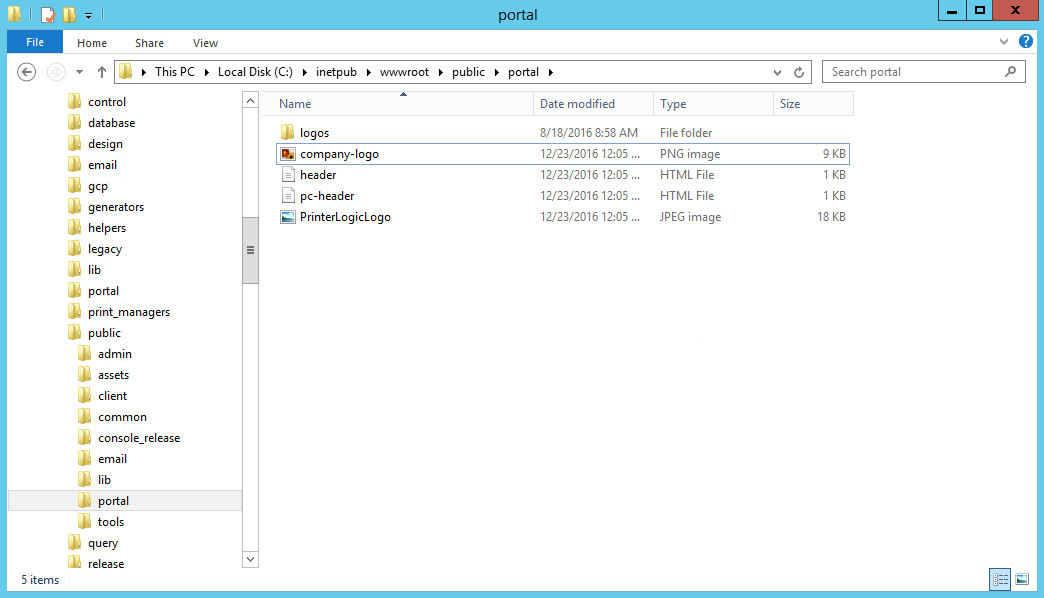 portal
File Home Share View
This PC Local Disk (C:) inetpub wwwroot public portal Search portal
control
database
design
email
gcp
generators
helpers
legacy
lib
portal
print_managers
public
admin
assets
client
common
console_release
email
lib
portal
tools
query
release
Name Date modified Type Size
logos 8/18/2016 8:58 AM File folder
company-logo 12/23/2016 12:05 ... PNG image 9 KB
header 12/23/2016 12:05 ... HTML File 1 KB
pc-header 12/23/2016 12:05 ... HTML File 1 KB
PrinterLogicLogo 12/23/2016 12:05 ... JPEG image 18 KB
5 items